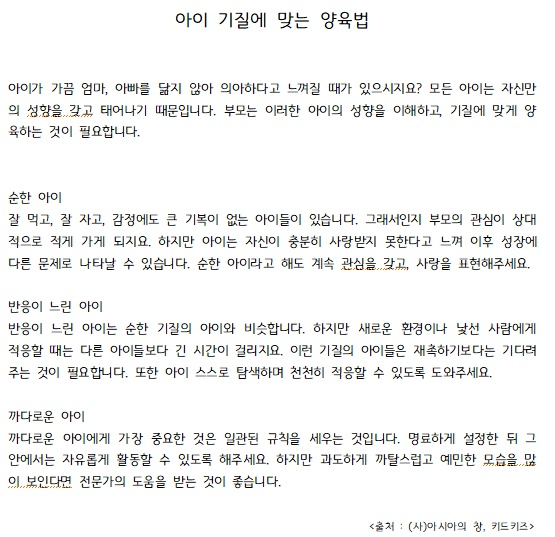 아이 기질에 맞는 양육법
아이가 가끔 엄마, 아빠를 닮지 않아 의아하다고 느껴질 때가 있으시지요? 모든 아이는 자신만
의 성향을 갖고 태어나기 때문입니다. 부모는 이러한 아이의 성향을 이해하고, 기질에 맞게 양
육하는 것이 필요합니다.
순한 아이
잘 먹고, 잘 자고, 감정에도 큰 기복이 없는 아이들이 있습니다. 그래서인지 부모의 관심이 상대
적으로 적게 가게 되지요. 하지만 아이는 자신이 충분히 사랑받지 못한다고 느껴 이후 성장에
다른 문제로 나타날 수 있습니다. 순한 아이라고 해도 계속 관심을 갖고, 사랑을 표현해주세요.
반응이 느린 아이
반응이 느린 아이는 순한 기질의 아이와 비슷합니다. 하지만 새로운 환경이나 낯선 사람에게
적응할 때는 다른 아이들보다 긴 시간이 걸리지요. 이런 기질의 아이들은 재촉하기보다는 기다려
주는 것이 필요합니다. 또한 아이 스스로 탐색하며 천천히 적응할 수 있도록 도와주세요.
까다로운 아이
까다로운 아이에게 가장 중요한 것은 일관된 규칙을 세우는 것입니다. 명료하게 설정한 뒤 그
안에서는 자유롭게 활동할 수 있도록 해주세요. 하지만 과도하게 까탈스럽고 예민한 모습을 많
이 보인다면 전문가의 도움을 받는 것이 좋습니다.
<출처 : (사)아시아의 창, 키드키즈>